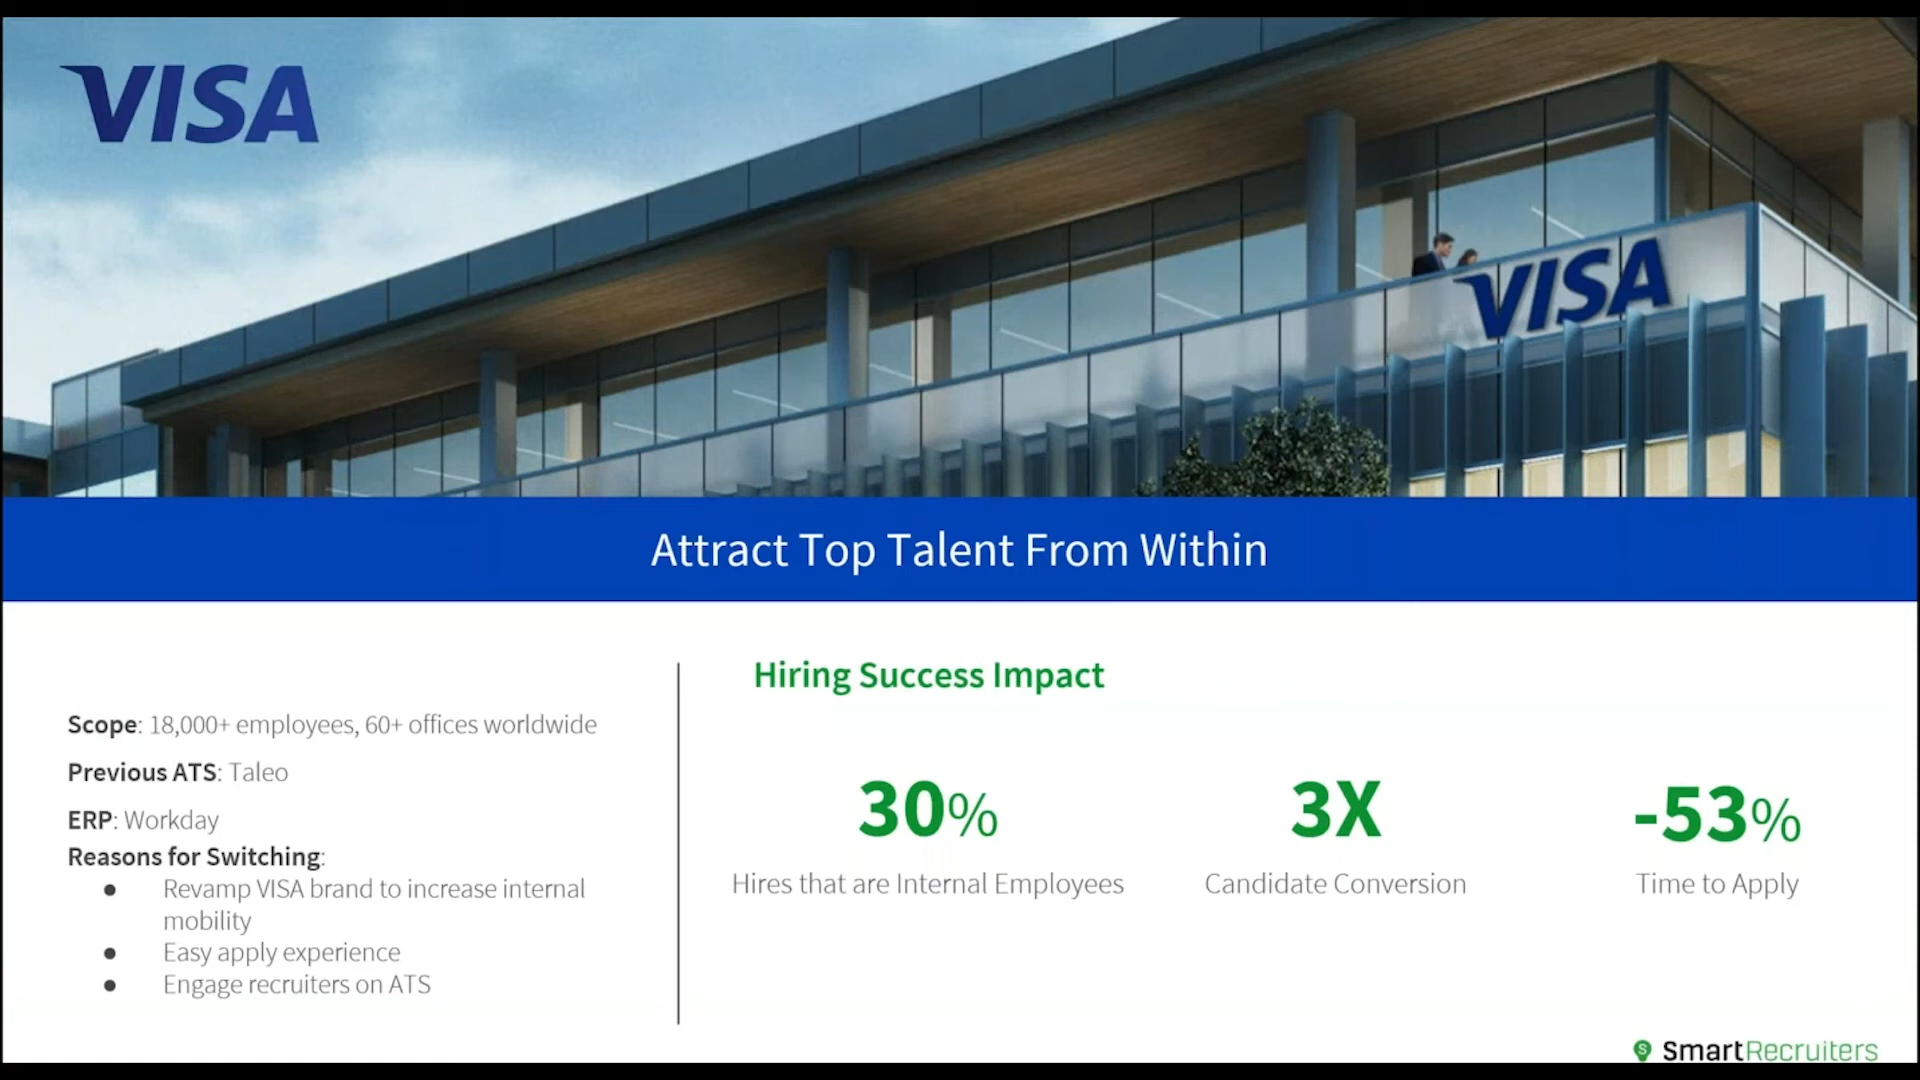 VISA
VISA
Attract Top Talent From Within
Scope: 18,000+ employees, 60+ offices worldwide
Previous ATS: Taleo
ERP: Workday
Reasons for Switching:
● Revamp VISA brand to increase internal
mobility
● Easy apply experience
● Engage recruiters on ATS
Hiring Success Impact
30%
Hires that are Internal Employees
3X
Candidate Conversion
-53%
Time to Apply
S SmartRecruiters